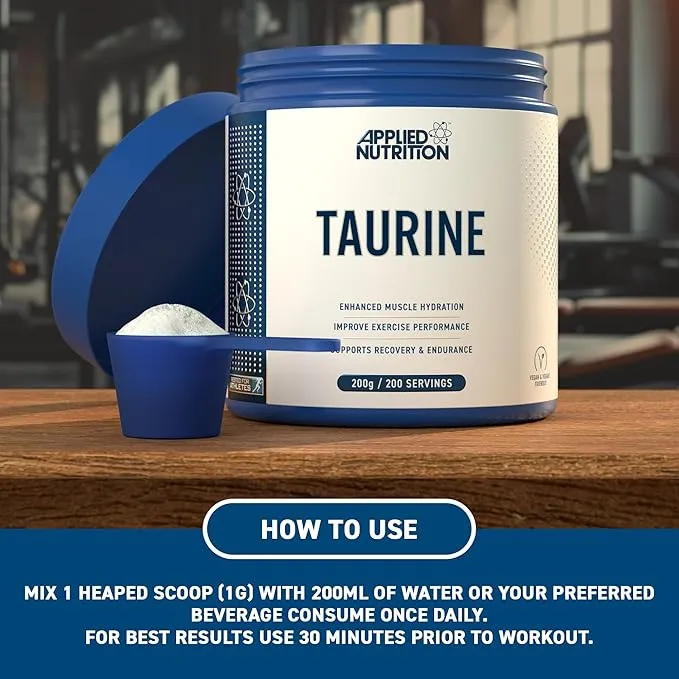 APPLIED
NUTRITION
TAURINE
ENHANCED MUSCLE HYDRATION
IMPROVE EXERCISE PERFORMANCE
SUPPORTS RECOVERY & ENDURANCE
200g / 200 SERVINGS
HOW TO USE
MIX 1 HEAPED SCOOP (1G) WITH 200ML OF WATER OR YOUR PREFERRED
BEVERAGE CONSUME ONCE DAILY.
FOR BEST RESULTS USE 30 MINUTES PRIOR TO WORKOUT.